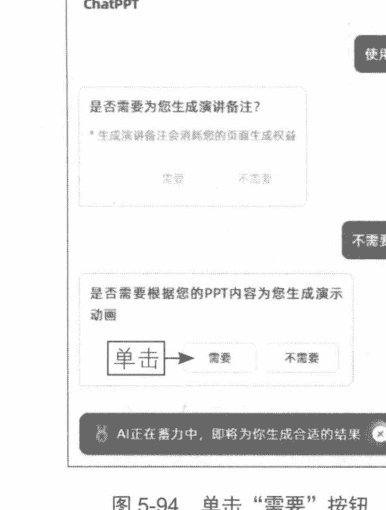 ChatPPT
使用
是否需要为您生成演讲备注?
* 生成演讲备注会消耗您的页面生成权益
需要 不需要
不需要
是否需要根据您的PPT内容为您生成演示
动画
单击 需要 不需要
AI正在蓄力中，即将为你生成合适的结果
图 5-94 单击“需要”按钮